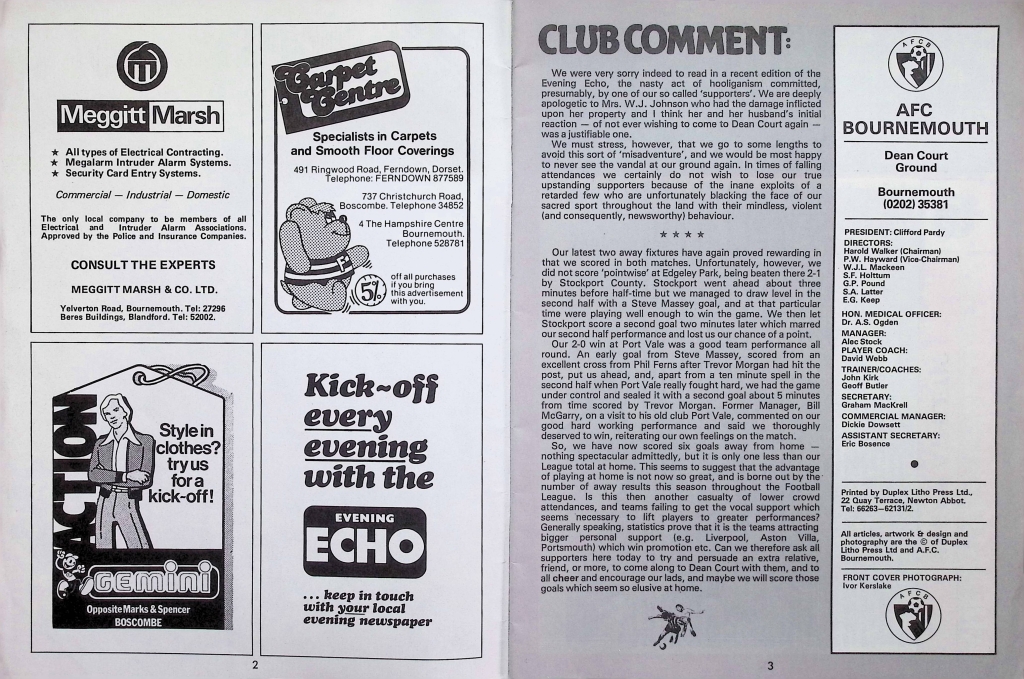 Meggitt Marsh
★ All types of Electrical Contracting.
★ Megalarm Intruder Alarm Systems.
★ Security Card Entry Systems.
Commercial — Industrial — Domestic
The only local company to be members of all
Electrical and Intruder Alarm Associations.
Approved by the Police and Insurance Companies.
CONSULT THE EXPERTS
MEGGITT MARSH & CO. LTD.
Yelverton Road, Bournemouth. Tel: 27296
Beres Buildings, Blandford. Tel: 52002.
Carpet
Centre
Specialists in Carpets
and Smooth Floor Coverings
491 Ringwood Road, Ferndown, Dorset.
Telephone: FERNDOWN 877589
737 Christchurch Road,
Boscombe. Telephone 34852
4 The Hampshire Centre
Bournemouth.
Telephone 528781
5%
off all purchases
if you bring
this advertisement
with you.
ACTION
Style in
clothes?
try us
for a
kick-off!
GEMINI
Opposite Marks & Spencer
BOSCOMBE
Kick~off
every
evening
with the
EVENING
ECHO
... keep in touch
with your local
evening newspaper
2
CLUB COMMENT:
We were very sorry indeed to read in a recent edition of the
Evening Echo, the nasty act of hooliganism committed,
presumably, by one of our so called 'supporters'. We are deeply
apologetic to Mrs. W.J. Johnson who had the damage inflicted
upon her property and I think her and her husband's initial
reaction — of not ever wishing to come to Dean Court again —
was a justifiable one.
We must stress, however, that we go to some lengths to
avoid this sort of 'misadventure', and we would be most happy
to never see the vandal at our ground again. In times of falling
attendances we certainly do not wish to lose our true
upstanding supporters because of the inane exploits of a
retarded few who are unfortunately blacking the face of our
sacred sport throughout the land with their mindless, violent
(and consequently, newsworthy) behaviour.
★ ★ ★ ★
Our latest two away fixtures have again proved rewarding in
that we scored in both matches. Unfortunately, however, we
did not score 'pointwise' at Edgeley Park, being beaten there 2-1
by Stockport County. Stockport went ahead about three
minutes before half-time but we managed to draw level in the
second half with a Steve Massey goal, and at that particular
time were playing well enough to win the game. We then let
Stockport score a second goal two minutes later which marred
our second half performance and lost us our chance of a point.
Our 2-0 win at Port Vale was a good team performance all
round. An early goal from Steve Massey, scored from an
excellent cross from Phil Ferns after Trevor Morgan had hit the
post, put us ahead, and, apart from a ten minute spell in the
second half when Port Vale really fought hard, we had the game
under control and sealed it with a second goal about 5 minutes
from time scored by Trevor Morgan. Former Manager, Bill
McGarry, on a visit to his old club Port Vale, commented on our
good hard working performance and said we thoroughly
deserved to win, reiterating our own feelings on the match.
So, we have now scored six goals away from home —
nothing spectacular admittedly, but it is only one less than our
League total at home. This seems to suggest that the advantage
of playing at home is not now so great, and is borne out by the
number of away results this season throughout the Football
League. Is this then another casualty of lower crowd
attendances, and teams failing to get the vocal support which
seems necessary to lift players to greater performances?
Generally speaking, statistics prove that it is the teams attracting
bigger personal support (e.g. Liverpool, Aston Villa,
Portsmouth) which win promotion etc. Can we therefore ask all
supporters here today to try and persuade an extra relative,
friend, or more, to come along to Dean Court with them, and to
all cheer and encourage our lads, and maybe we will score those
goals which seem so elusive at home.
AFCB
AFC
BOURNEMOUTH
Dean Court
Ground
Bournemouth
(0202) 35381
PRESIDENT: Clifford Pardy
DIRECTORS:
Harold Walker (Chairman)
P.W. Hayward (Vice-Chairman)
W.J.L. Mackeen
S.F. Holttum
G.P. Pound
S.A. Latter
E.G. Keep
HON. MEDICAL OFFICER:
Dr. A.S. Ogden
MANAGER:
Alec Stock
PLAYER COACH:
David Webb
TRAINER/COACHES:
John Kirk
Geoff Butler
SECRETARY:
Graham MacKrell
COMMERCIAL MANAGER:
Dickie Dowsett
ASSISTANT SECRETARY:
Eric Bosence
Printed by Duplex Litho Press Ltd.,
22 Quay Terrace, Newton Abbot.
Tel: 66263—62131/2.
All articles, artwork & design and
photography are the © of Duplex
Litho Press Ltd and A.F.C.
Bournemouth.
FRONT COVER PHOTOGRAPH:
Ivor Kerslake
AFCB
3